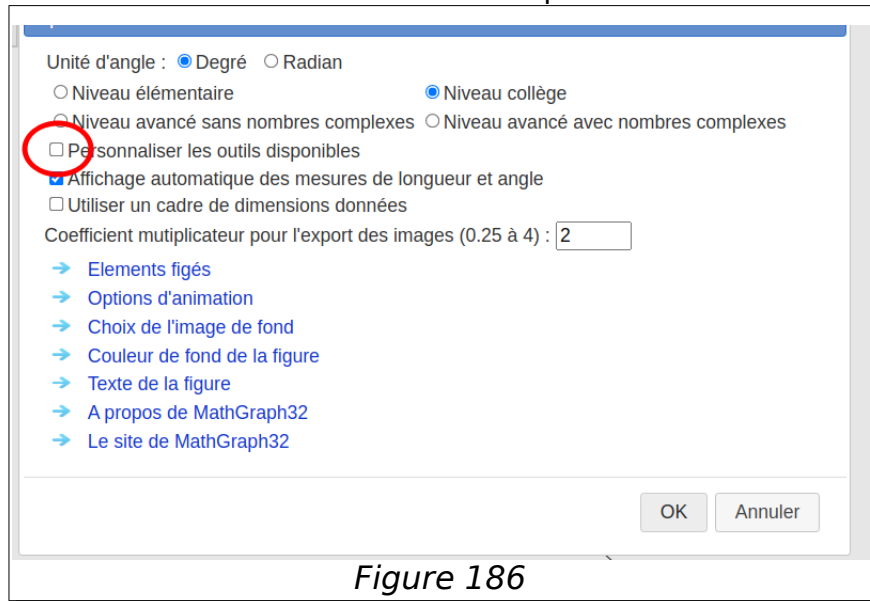 Unité d'angle : Degré Radian
Niveau élémentaire Niveau collège
Niveau avancé sans nombres complexes Niveau avancé avec nombres complexes
Personnaliser les outils disponibles
Affichage automatique des mesures de longueur et angle
Utiliser un cadre de dimensions données
Coefficient mutiplicateur pour l'export des images (0.25 à 4) : 2
Elements figés
Options d'animation
Choix de l'image de fond
Couleur de fond de la figure
Texte de la figure
A propos de MathGraph32
Le site de MathGraph32
OK Annuler
Figure 186